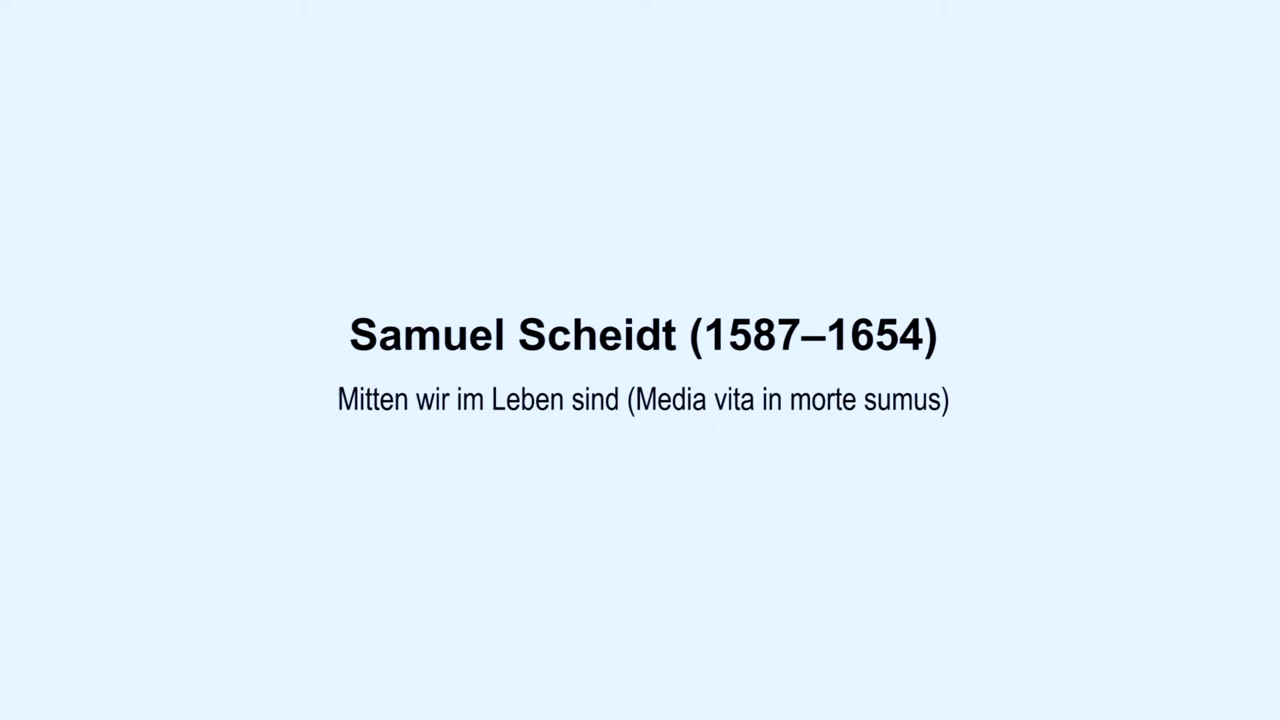 Samuel Scheidt (1587–1654)
Mitten wir im Leben sind (Media vita in morte sumus)